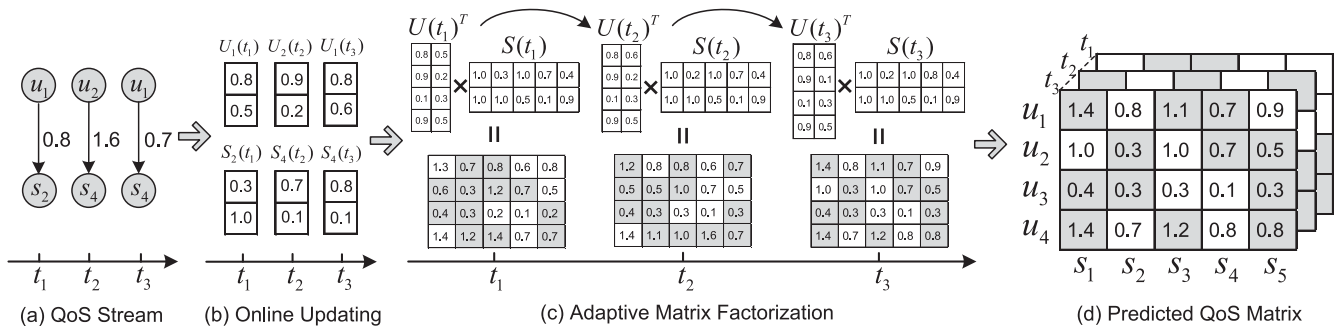 u₁ u₂ u₁
0.8 1.6 0.7
s₂ s₄ s₄
t₁ t₂ t₃
(a) QoS Stream
U₁(t₁) U₂(t₂) U₁(t₃)
0.8 0.9 0.8
0.5 0.2 0.6
S₂(t₁) S₄(t₂) S₄(t₃)
0.3 0.7 0.8
1.0 0.1 0.1
t₁ t₂ t₃
(b) Online Updating
U(t₁)ᵀ
0.8 0.5
0.9 0.2
0.1 0.3
0.9 0.5
×
S(t₁)
1.0 0.3 1.0 0.7 0.4
1.0 1.0 0.5 0.1 0.9
=
1.3 0.7 0.8 0.6 0.8
0.6 0.3 1.2 0.7 0.5
0.4 0.3 0.2 0.1 0.2
1.4 1.2 1.4 0.7 0.7
U(t₂)ᵀ
0.8 0.6
0.9 0.2
0.1 0.3
0.9 0.5
×
S(t₂)
1.0 0.2 1.0 0.7 0.4
1.0 1.0 0.5 0.1 0.9
=
1.2 0.8 0.8 0.6 0.7
0.5 0.5 1.0 0.7 0.5
0.4 0.3 0.3 0.1 0.3
1.4 1.1 1.0 1.6 0.7
U(t₃)ᵀ
0.8 0.6
0.9 0.1
0.1 0.3
0.9 0.5
×
S(t₃)
1.0 0.2 1.0 0.8 0.4
1.0 1.0 0.5 0.1 0.9
=
1.4 0.8 1.1 0.7 0.9
1.0 0.3 1.0 0.7 0.5
0.4 0.3 0.3 0.1 0.3
1.4 0.7 1.2 0.8 0.8
t₁ t₂ t₃
(c) Adaptive Matrix Factorization
t₁
t₂
t₃
u₁ 1.4 0.8 1.1 0.7 0.9
u₂ 1.0 0.3 1.0 0.7 0.5
u₃ 0.4 0.3 0.3 0.1 0.3
u₄ 1.4 0.7 1.2 0.8 0.8
s₁ s₂ s₃ s₄ s₅
(d) Predicted QoS Matrix